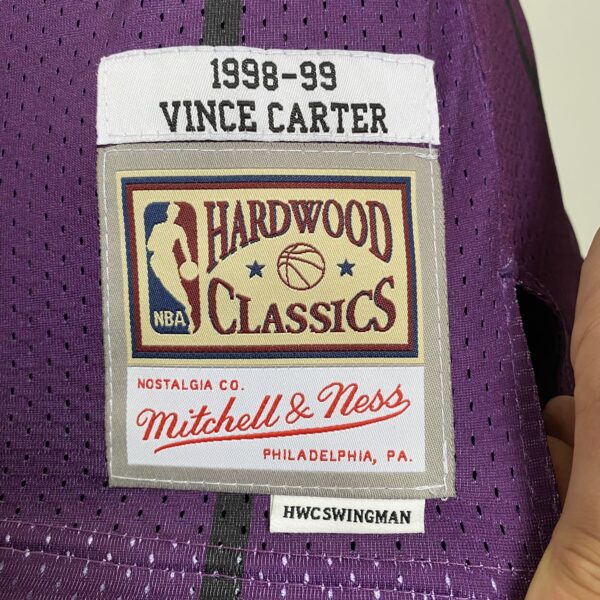 1998-99
VINCE CARTER
HARDWOOD
NBA
CLASSICS
NOSTALGIA CO.
Mitchell & Ness
PHILADELPHIA, PA.
HWCSWINGMAN